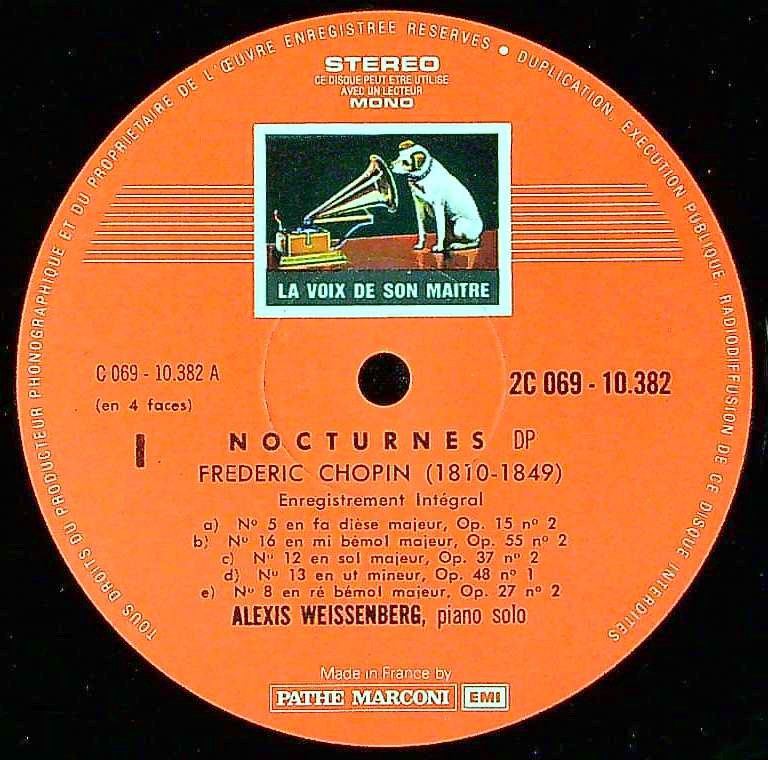 TOUS DROITS DU PRODUCTEUR PHONOGRAPHIQUE ET DU PROPRIETAIRE DE L'ŒUVRE ENREGISTREE RESERVES • DUPLICATION, EXECUTION PUBLIQUE, RADIODIFFUSION DE CE DISQUE INTERDITES
STEREO
CE DISQUE PEUT ETRE UTILISE
AVEC UN LECTEUR
MONO
LA VOIX DE SON MAITRE
C 069 - 10.382 A
2C 069 - 10.382
(en 4 faces)
I NOCTURNES DP
FREDERIC CHOPIN (1810-1849)
Enregistrement Intégral
a) Nº 5 en fa dièse majeur, Op. 15 nº 2
b) Nº 16 en mi bémol majeur, Op. 55 nº 2
c) Nº 12 en sol majeur, Op. 37 nº 2
d) Nº 13 en ut mineur, Op. 48 nº 1
e) Nº 8 en ré bémol majeur, Op. 27 nº 2
ALEXIS WEISSENBERG, piano solo
Made in France by
PATHE MARCONI EMI